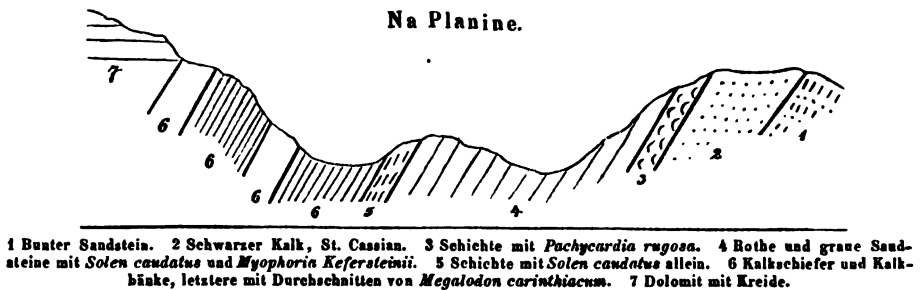 Na Planine.
7
6
6
6
6
5
4
3
2
1
1 Bunter Sandstein. 2 Schwarzer Kalk, St. Cassian. 3 Schichte mit Pachycardia rugosa. 4 Rothe und graue Sand-
steine mit Solen caudatus und Myophoria Kefersteinii. 5 Schichte mit Solen caudatus allein. 6 Kalkschiefer und Kalk-
bänke, letztere mit Durchschnitten von Megalodon carinthiacum. 7 Dolomit mit Kreide.